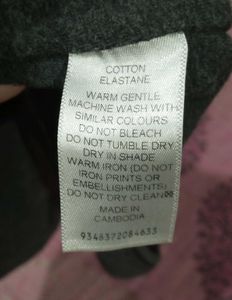 COTTON
ELASTANE
WARM GENTLE
MACHINE WASH WITH
SIMILAR COLOURS
DO NOT BLEACH
DO NOT TUMBLE DRY
DRY IN SHADE
WARM IRON (DO NOT
IRON PRINTS OR
EMBELLISHMENTS)
DO NOT DRY CLEAN
MADE IN
CAMBODIA
9348372084633